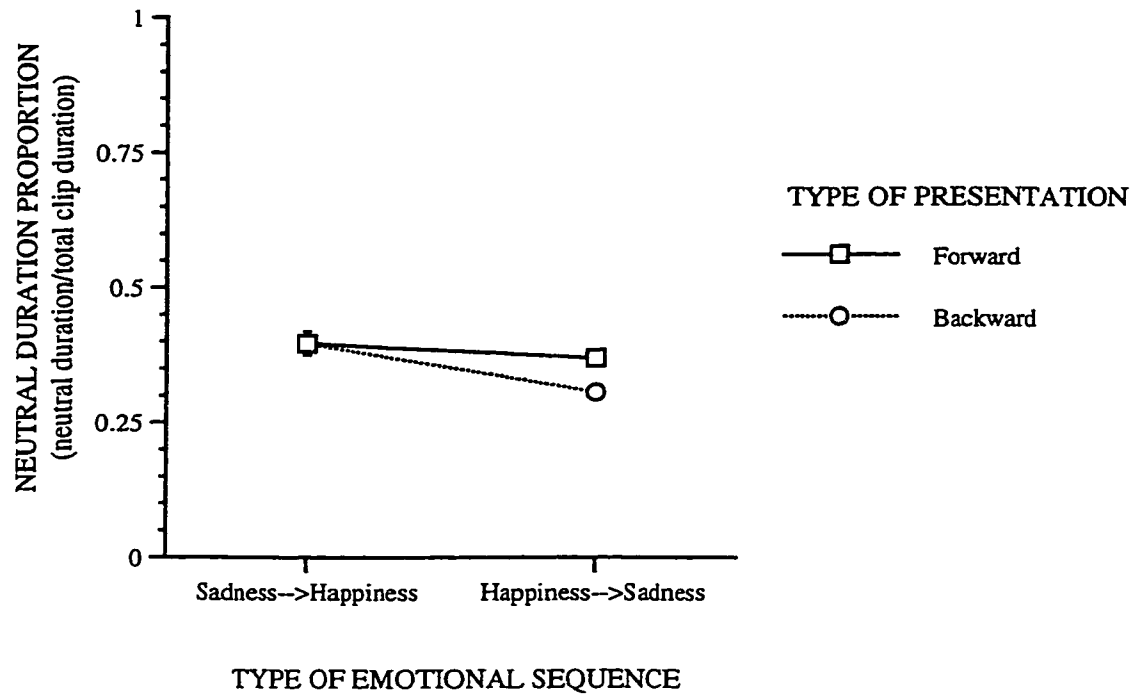 NEUTRAL DURATION PROPORTION
(neutral duration/total clip duration)
1
0.75
0.5
0.25
0
Sadness-->Happiness
Happiness-->Sadness
TYPE OF EMOTIONAL SEQUENCE
TYPE OF PRESENTATION
Forward
Backward